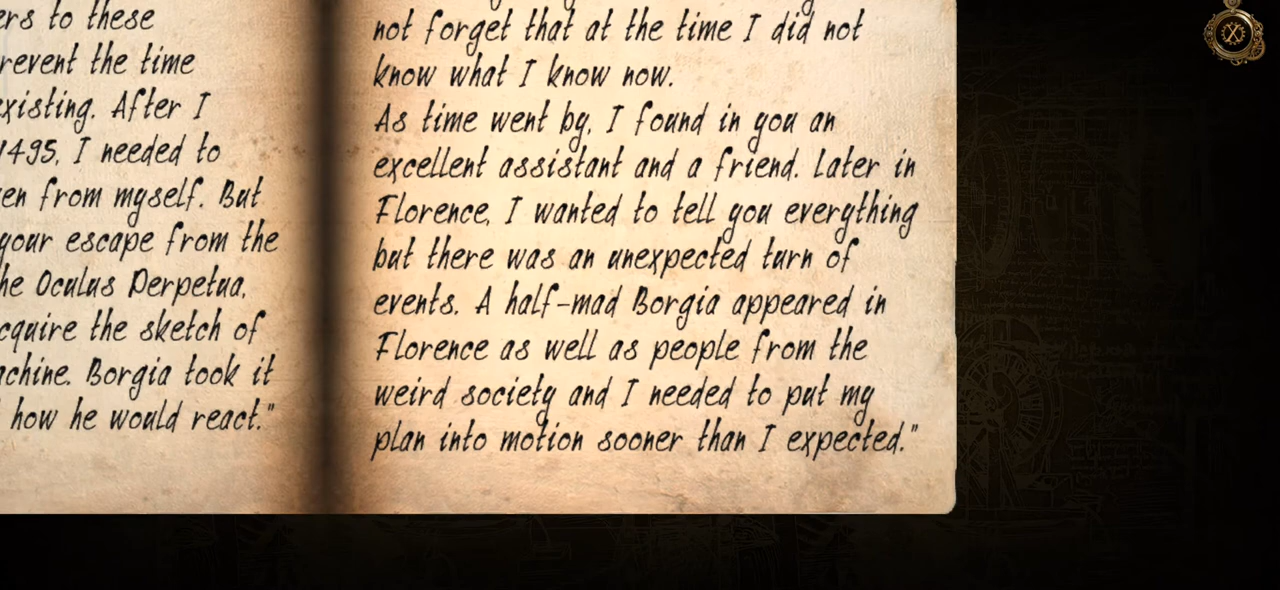 ers to these
revent the time
existing. After I
1495, I needed to
en from myself. But
your escape from the
he Oculus Perpetua,
cquire the sketch of
achine. Borgia took it
how he would react."
not forget that at the time I did not
know what I know now.
As time went by, I found in you an
excellent assistant and a friend. Later in
Florence, I wanted to tell you everything
but there was an unexpected turn of
events. A half-mad Borgia appeared in
Florence as well as people from the
weird society and I needed to put my
plan into motion sooner than I expected."